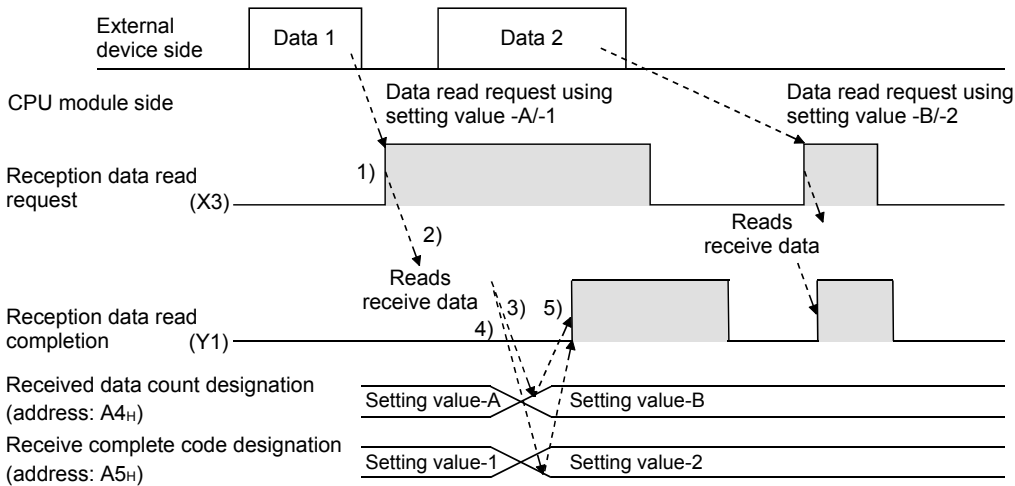 External
device side
Data 1
Data 2
CPU module side
Data read request using
setting value -A/-1
Data read request using
setting value -B/-2
Reception data read
request (X3)
1)
2)
Reads
receive data
Reads
receive data
3)
4)
5)
Reception data read
completion (Y1)
Received data count designation
(address: A4H)
Setting value-A
Setting value-B
Receive complete code designation
(address: A5H)
Setting value-1
Setting value-2